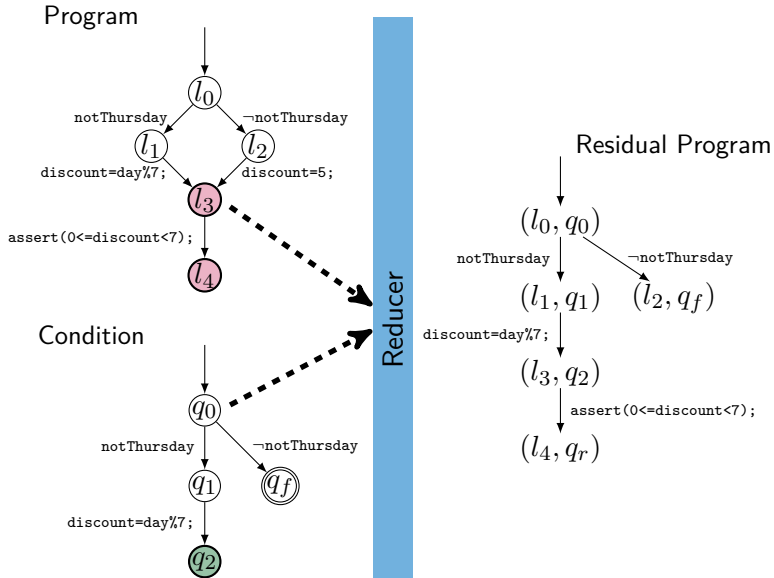 Program
l0
notThursday ¬notThursday
l1 l2
discount=day%7; discount=5;
l3
assert(0<=discount<7);
l4
Condition
q0
notThursday ¬notThursday
q1 qf
discount=day%7;
q2
Reducer
Residual Program
(l0, q0)
notThursday ¬notThursday
(l1, q1) (l2, qf)
discount=day%7;
(l3, q2)
assert(0<=discount<7);
(l4, qr)